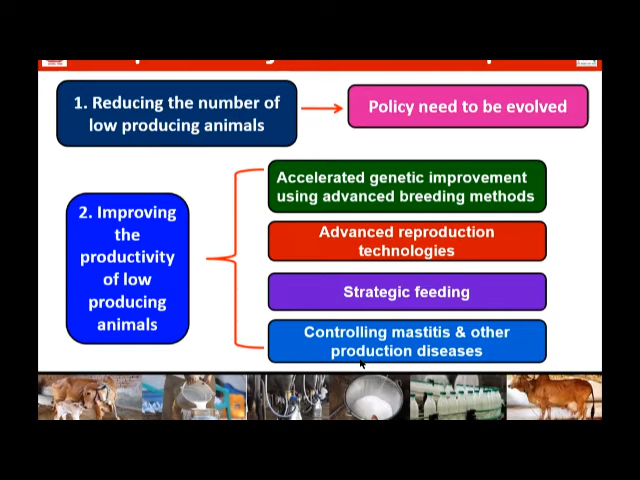 1. Reducing the number of
low producing animals
Policy need to be evolved
2. Improving
the
productivity
of low
producing
animals
Accelerated genetic improvement
using advanced breeding methods
Advanced reproduction
technologies
Strategic feeding
Controlling mastitis & other
production diseases